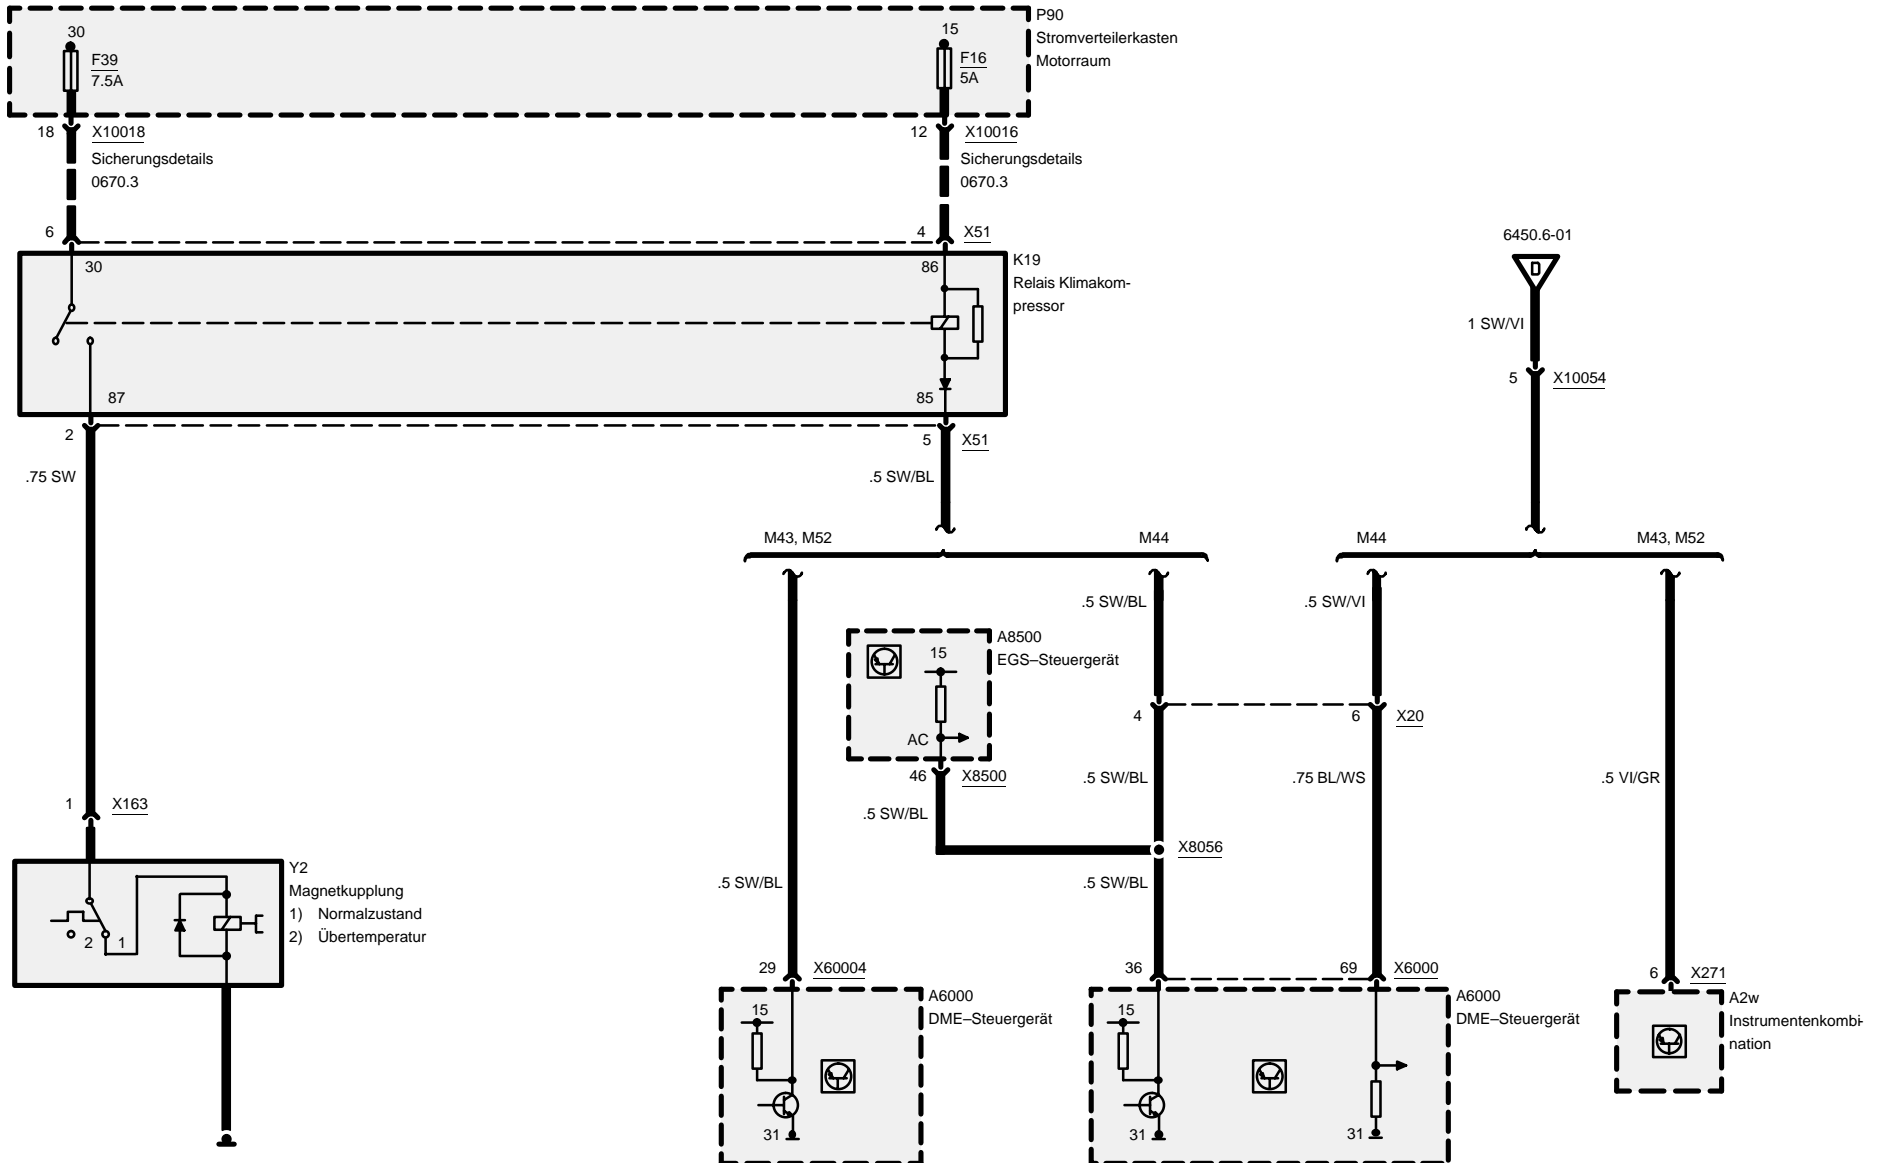 P90
Stromverteilerkasten
Motorraum
30
F39
7.5A
15
F16
5A
18
X10018
Sicherungsdetails
0670.3
12
X10016
Sicherungsdetails
0670.3
6
4
X51
30
86
K19
Relais Klimakom-
pressor
87
85
2
5
X51
.75 SW
.5 SW/BL
6450.6-01
D
1 SW/VI
5
X10054
M43, M52
M44
M44
M43, M52
.5 SW/BL
.5 SW/VI
A8500
EGS–Steuergerät
15
AC
46
X8500
4
6
X20
.5 SW/BL
.5 SW/BL
.75 BL/WS
.5 VI/GR
1
X163
X8056
.5 SW/BL
.5 SW/BL
Y2
Magnetkupplung
1) Normalzustand
2) Übertemperatur
2
1
29
X60004
36
69
X6000
6
X271
A6000
DME–Steuergerät
15
31
A6000
DME–Steuergerät
15
31
31
A2w
Instrumentenkombi-
nation